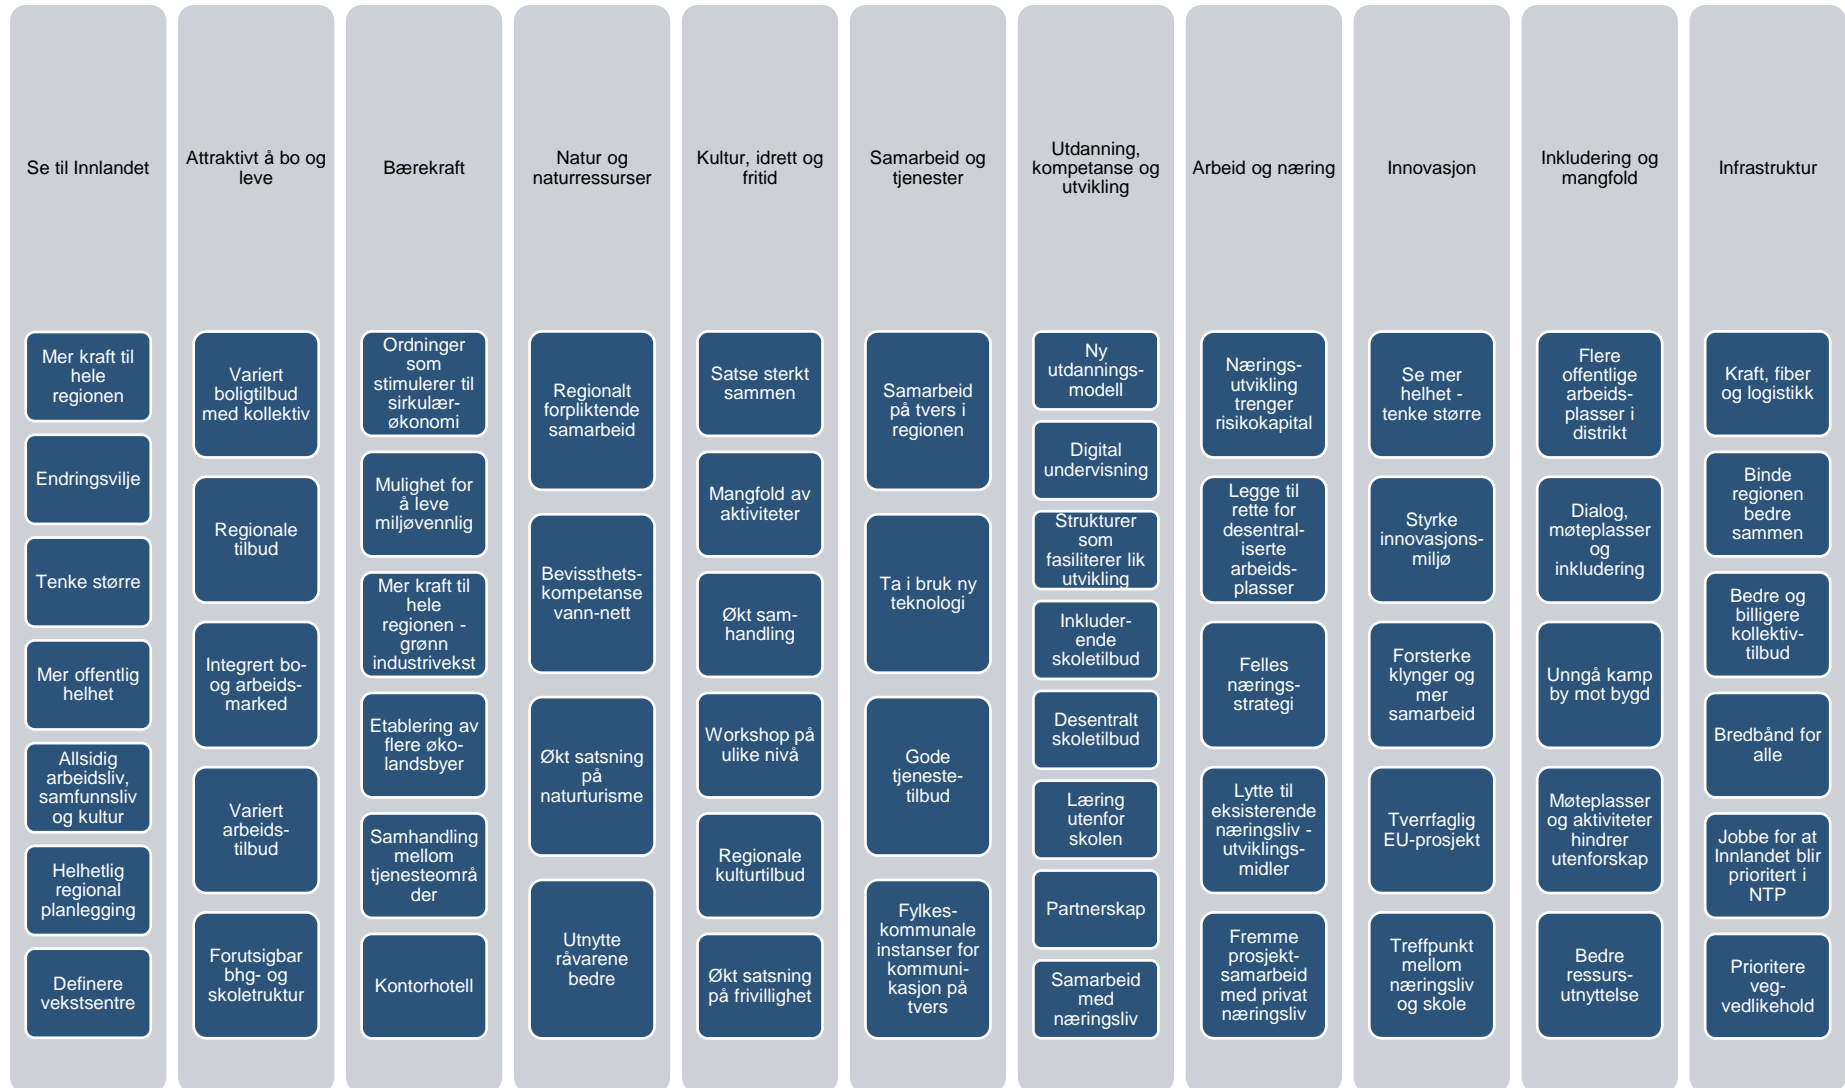 Se til Innlandet
Mer kraft til
hele
regionen
Endringsvilje
Tenke større
Mer offentlig
helhet
Allsidig
arbeidsliv,
samfunnsliv
og kultur
Helhetlig
regional
planlegging
Definere
vekstsentre
Attraktivt å bo og
leve
Variert
boligtilbud
med kollektiv
Regionale
tilbud
Integrert bo-
og arbeids-
marked
Variert
arbeids-
tilbud
Forutsigbar
bhg- og
skoletruktur
Bærekraft
Ordninger
som
stimulerer til
sirkulær-
økonomi
Mulighet for
å leve
miljøvennlig
Mer kraft til
hele
regionen -
grønn
industrivekst
Etablering av
flere øko-
landsbyer
Samhandling
mellom
tjenesteområ
der
Kontorhotell
Natur og
naturressurser
Regionalt
forpliktende
samarbeid
Bevissthets-
kompetanse
vann-nett
Økt satsning
på
naturturisme
Utnytte
råvarene
bedre
Kultur, idrett og
fritid
Satse sterkt
sammen
Mangfold av
aktiviteter
Økt sam-
handling
Workshop på
ulike nivå
Regionale
kulturtilbud
Økt satsning
på frivillighet
Samarbeid og
tjenester
Samarbeid
på tvers i
regionen
Ta i bruk ny
teknologi
Gode
tjeneste-
tilbud
Fylkes-
kommunale
instanser for
kommuni-
kasjon på
tvers
Utdanning,
kompetanse og
utvikling
Ny
utdannings-
modell
Digital
undervisning
Strukturer
som
fasiliterer lik
utvikling
Inkluder-
ende
skoletilbud
Desentralt
skoletilbud
Læring
utenfor
skolen
Partnerskap
Samarbeid
med
næringsliv
Arbeid og næring
Nærings-
utvikling
trenger
risikokapital
Legge til
rette for
desentral-
iserte
arbeids-
plasser
Felles
nærings-
strategi
Lytte til
eksisterende
næringsliv -
utviklings-
midler
Fremme
prosjekt-
samarbeid
med privat
næringsliv
Innovasjon
Se mer
helhet -
tenke større
Styrke
innovasjons-
miljø
Forsterke
klynger og
mer
samarbeid
Tverrfaglig
EU-prosjekt
Treffpunkt
mellom
næringsliv
og skole
Inkludering og
mangfold
Flere
offentlige
arbeids-
plasser i
distrikt
Dialog,
møteplasser
og
inkludering
Unngå kamp
by mot bygd
Møteplasser
og aktiviteter
hindrer
utenforskap
Bedre
ressurs-
utnyttelse
Infrastruktur
Kraft, fiber
og logistikk
Binde
regionen
bedre
sammen
Bedre og
billigere
kollektiv-
tilbud
Bredbånd for
alle
Jobbe for at
Innlandet blir
prioritert i
NTP
Prioritere
veg-
vedlikehold